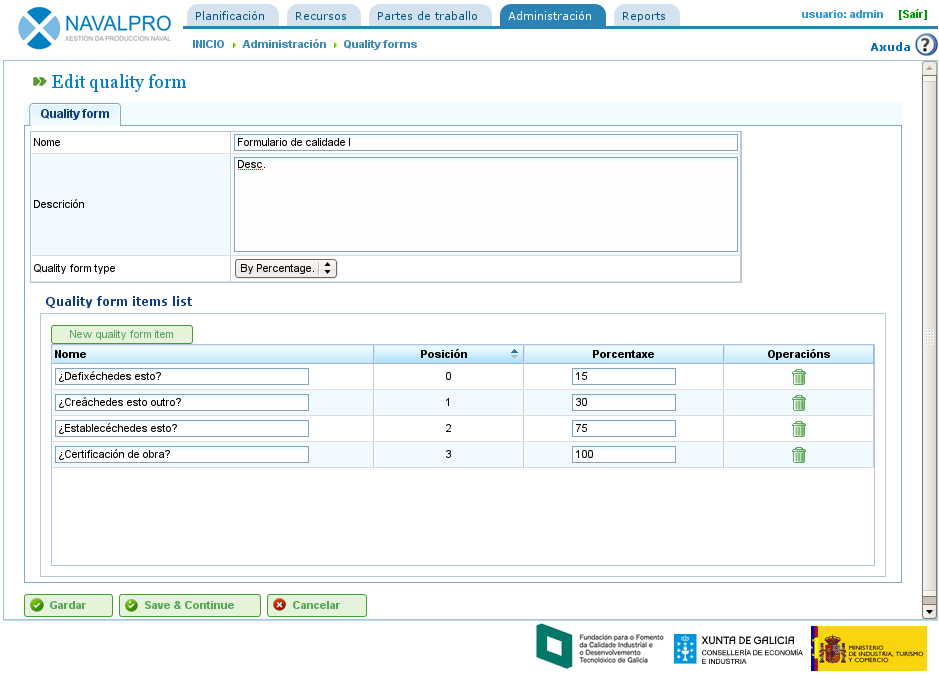 NAVALPRO
XESTION DA PRODUCCION NAVAL
Planificación
Recursos
Partes de traballo
Administración
Reports
usuario: admin
[Saír]
INICIO
Administración
Quality forms
Axuda
?
Edit quality form
Quality form
Nome
Formulario de calidade I
Descrición
Desc.
Quality form type
By Percentage.
Quality form items list
New quality form item
Nome Posición Porcentaxe Operacións
¿Defixéchedes esto? 0 15
¿Creáchedes esto outro? 1 30
¿Establecéchedes esto? 2 75
¿Certificación de obra? 3 100
Gardar
Save & Continue
Cancelar
Fundación para o Fomento
da Calidade Industrial e
o Desenvolvemento
Tecnolóxico de Galicia
XUNTA DE GALICIA
CONSELLERÍA DE ECONOMÍA
E INDUSTRIA
MINISTERIO
DE INDUSTRIA, TURISMO
Y COMERCIO